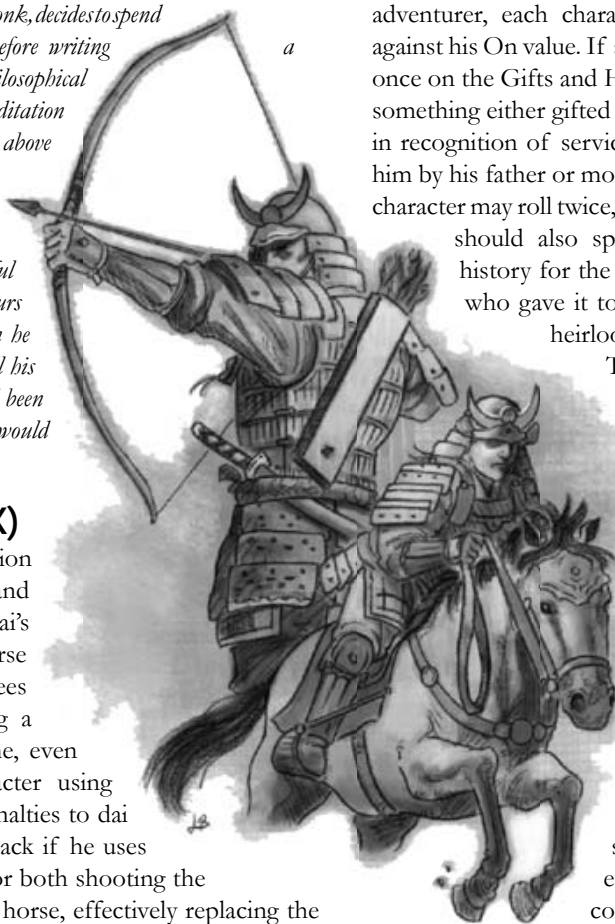 onk, decides to spend
efore writing a
ilosophical
ditation
above
ful
urs
n he
l his
been
would
X)
ion
and
ai's
rse
ees
g a
ne, even
acter using
nalties to dai
ack if he uses
or both shooting the
horse, effectively replacing the
adventurer, each chara
against his On value. If s
once on the Gifts and H
something either gifted
in recognition of servic
him by his father or mo
character may roll twice,
should also sp
history for the
who gave it to
heirloo
T
s
e
co